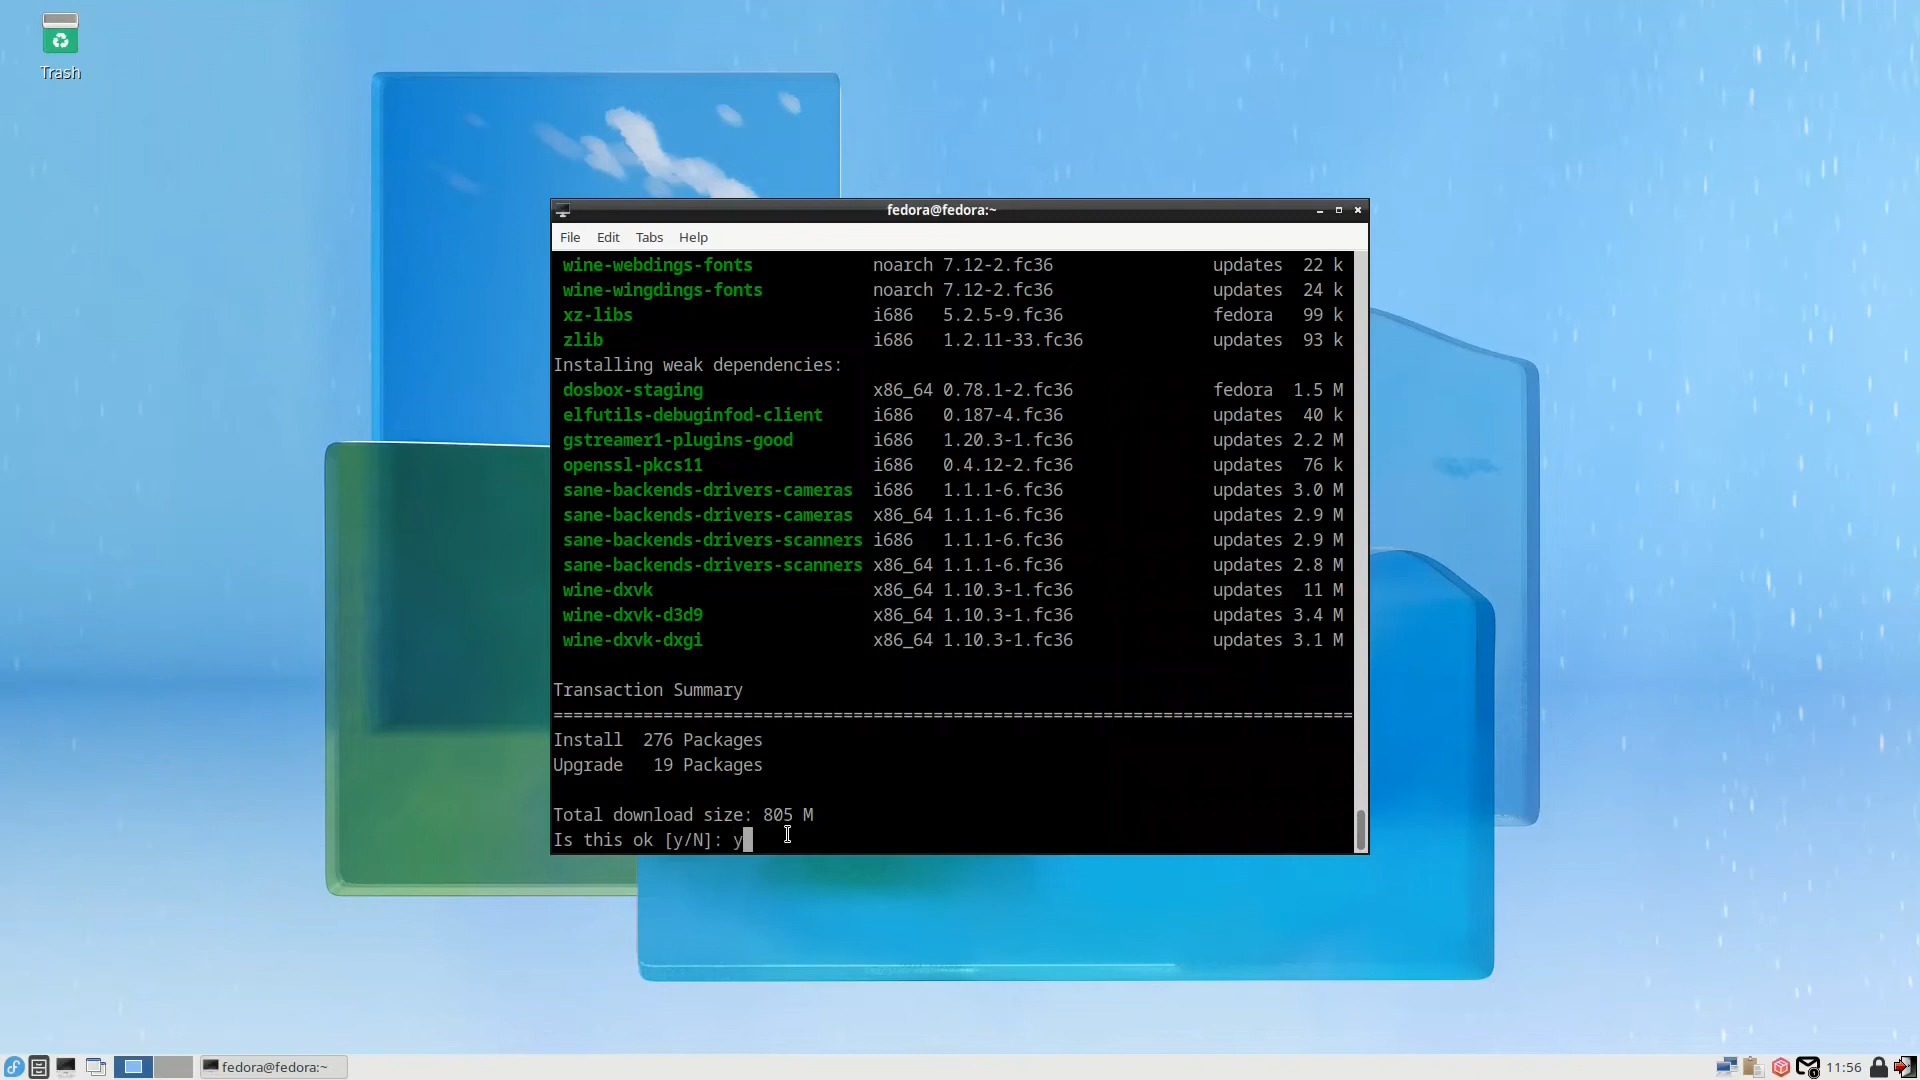 Trash
fedora@fedora:~
File Edit Tabs Help
wine-webdings-fonts noarch 7.12-2.fc36 updates 22 k
wine-wingdings-fonts noarch 7.12-2.fc36 updates 24 k
xz-libs i686 5.2.5-9.fc36 fedora 99 k
zlib i686 1.2.11-33.fc36 updates 93 k
Installing weak dependencies:
dosbox-staging x86_64 0.78.1-2.fc36 fedora 1.5 M
elfutils-debuginfod-client i686 0.187-4.fc36 updates 40 k
gstreamer1-plugins-good i686 1.20.3-1.fc36 updates 2.2 M
openssl-pkcs11 i686 0.4.12-2.fc36 updates 76 k
sane-backends-drivers-cameras i686 1.1.1-6.fc36 updates 3.0 M
sane-backends-drivers-cameras x86_64 1.1.1-6.fc36 updates 2.9 M
sane-backends-drivers-scanners i686 1.1.1-6.fc36 updates 2.9 M
sane-backends-drivers-scanners x86_64 1.1.1-6.fc36 updates 2.8 M
wine-dxvk x86_64 1.10.3-1.fc36 updates 11 M
wine-dxvk-d3d9 x86_64 1.10.3-1.fc36 updates 3.4 M
wine-dxvk-dxgi x86_64 1.10.3-1.fc36 updates 3.1 M
Transaction Summary
================================================================================
Install 276 Packages
Upgrade 19 Packages
Total download size: 805 M
Is this ok [y/N]: y
fedora@fedora:~
11:56